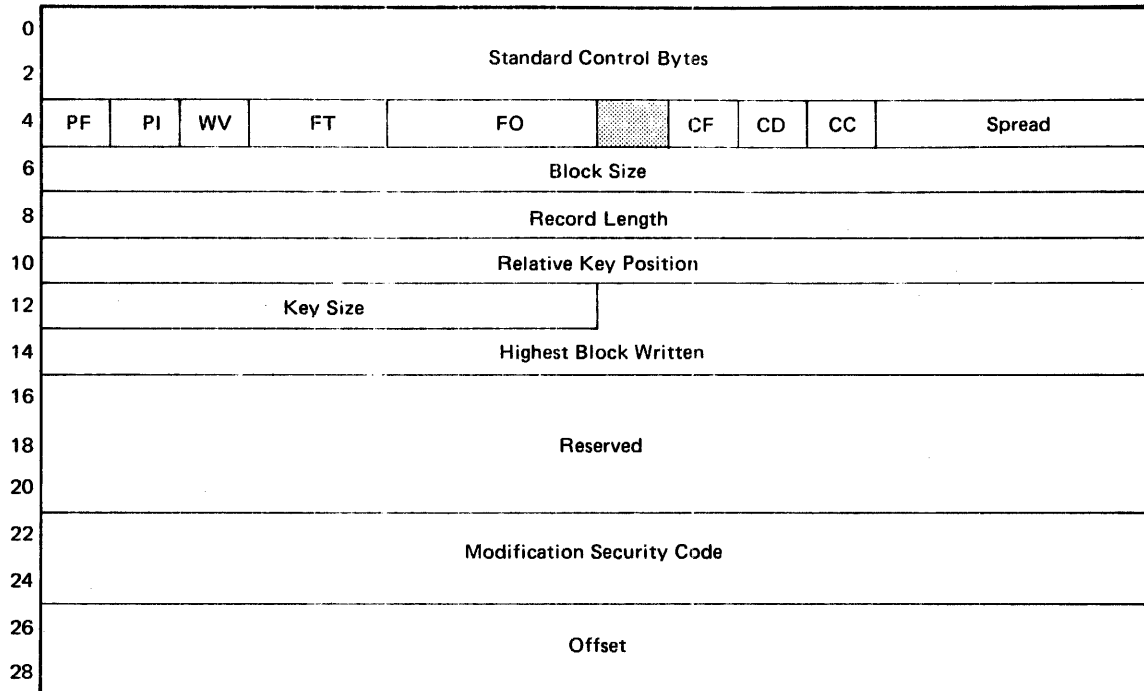 0
Standard Control Bytes
2
4 PF PI WV FT FO CF CD CC Spread
6 Block Size
8 Record Length
10 Relative Key Position
12 Key Size
14 Highest Block Written
16
18 Reserved
20
22
Modification Security Code
24
26
Offset
28